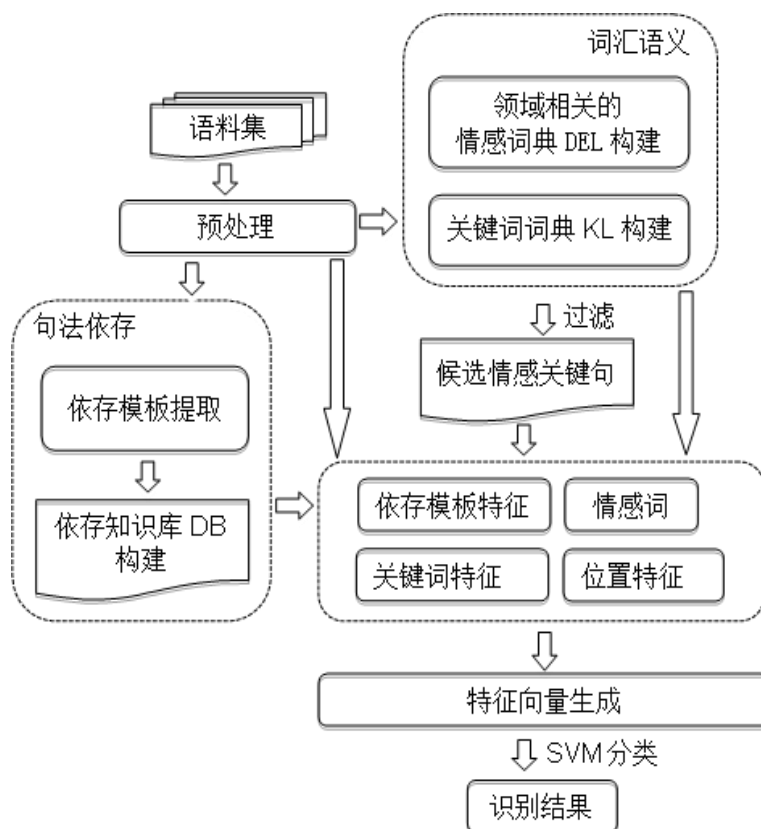 词汇语义
领域相关的
情感词典 DEL 构建
关键词词典 KL 构建
语料集
预处理
过滤
候选情感关键句
句法依存
依存模板提取
依存知识库 DB
构建
依存模板特征
情感词
关键词特征
位置特征
特征向量生成
SVM 分类
识别结果